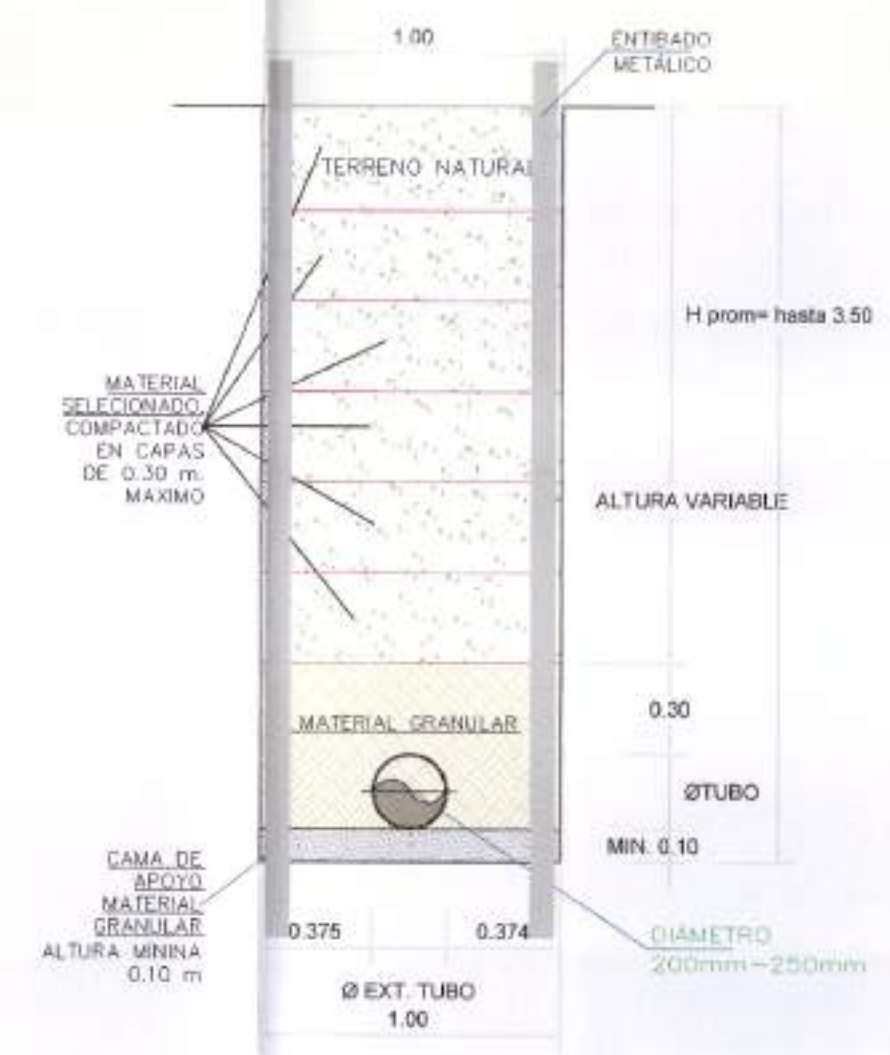 1.00
ENTIBADO
METÁLICO
TERRENO NATURAL
H prom= hasta 3.50
MATERIAL
SELECIONADO
COMPACTADO
EN CAPAS
DE 0.30 m.
MAXIMO
ALTURA VARIABLE
0.30
MATERIAL GRANULAR
ØTUBO
MIN. 0.10
CAMA DE
APOYO
MATERIAL
GRANULAR
ALTURA MININA
0.10 m
0.375
0.374
DIÁMETRO
200mm-250mm
Ø EXT. TUBO
1.00